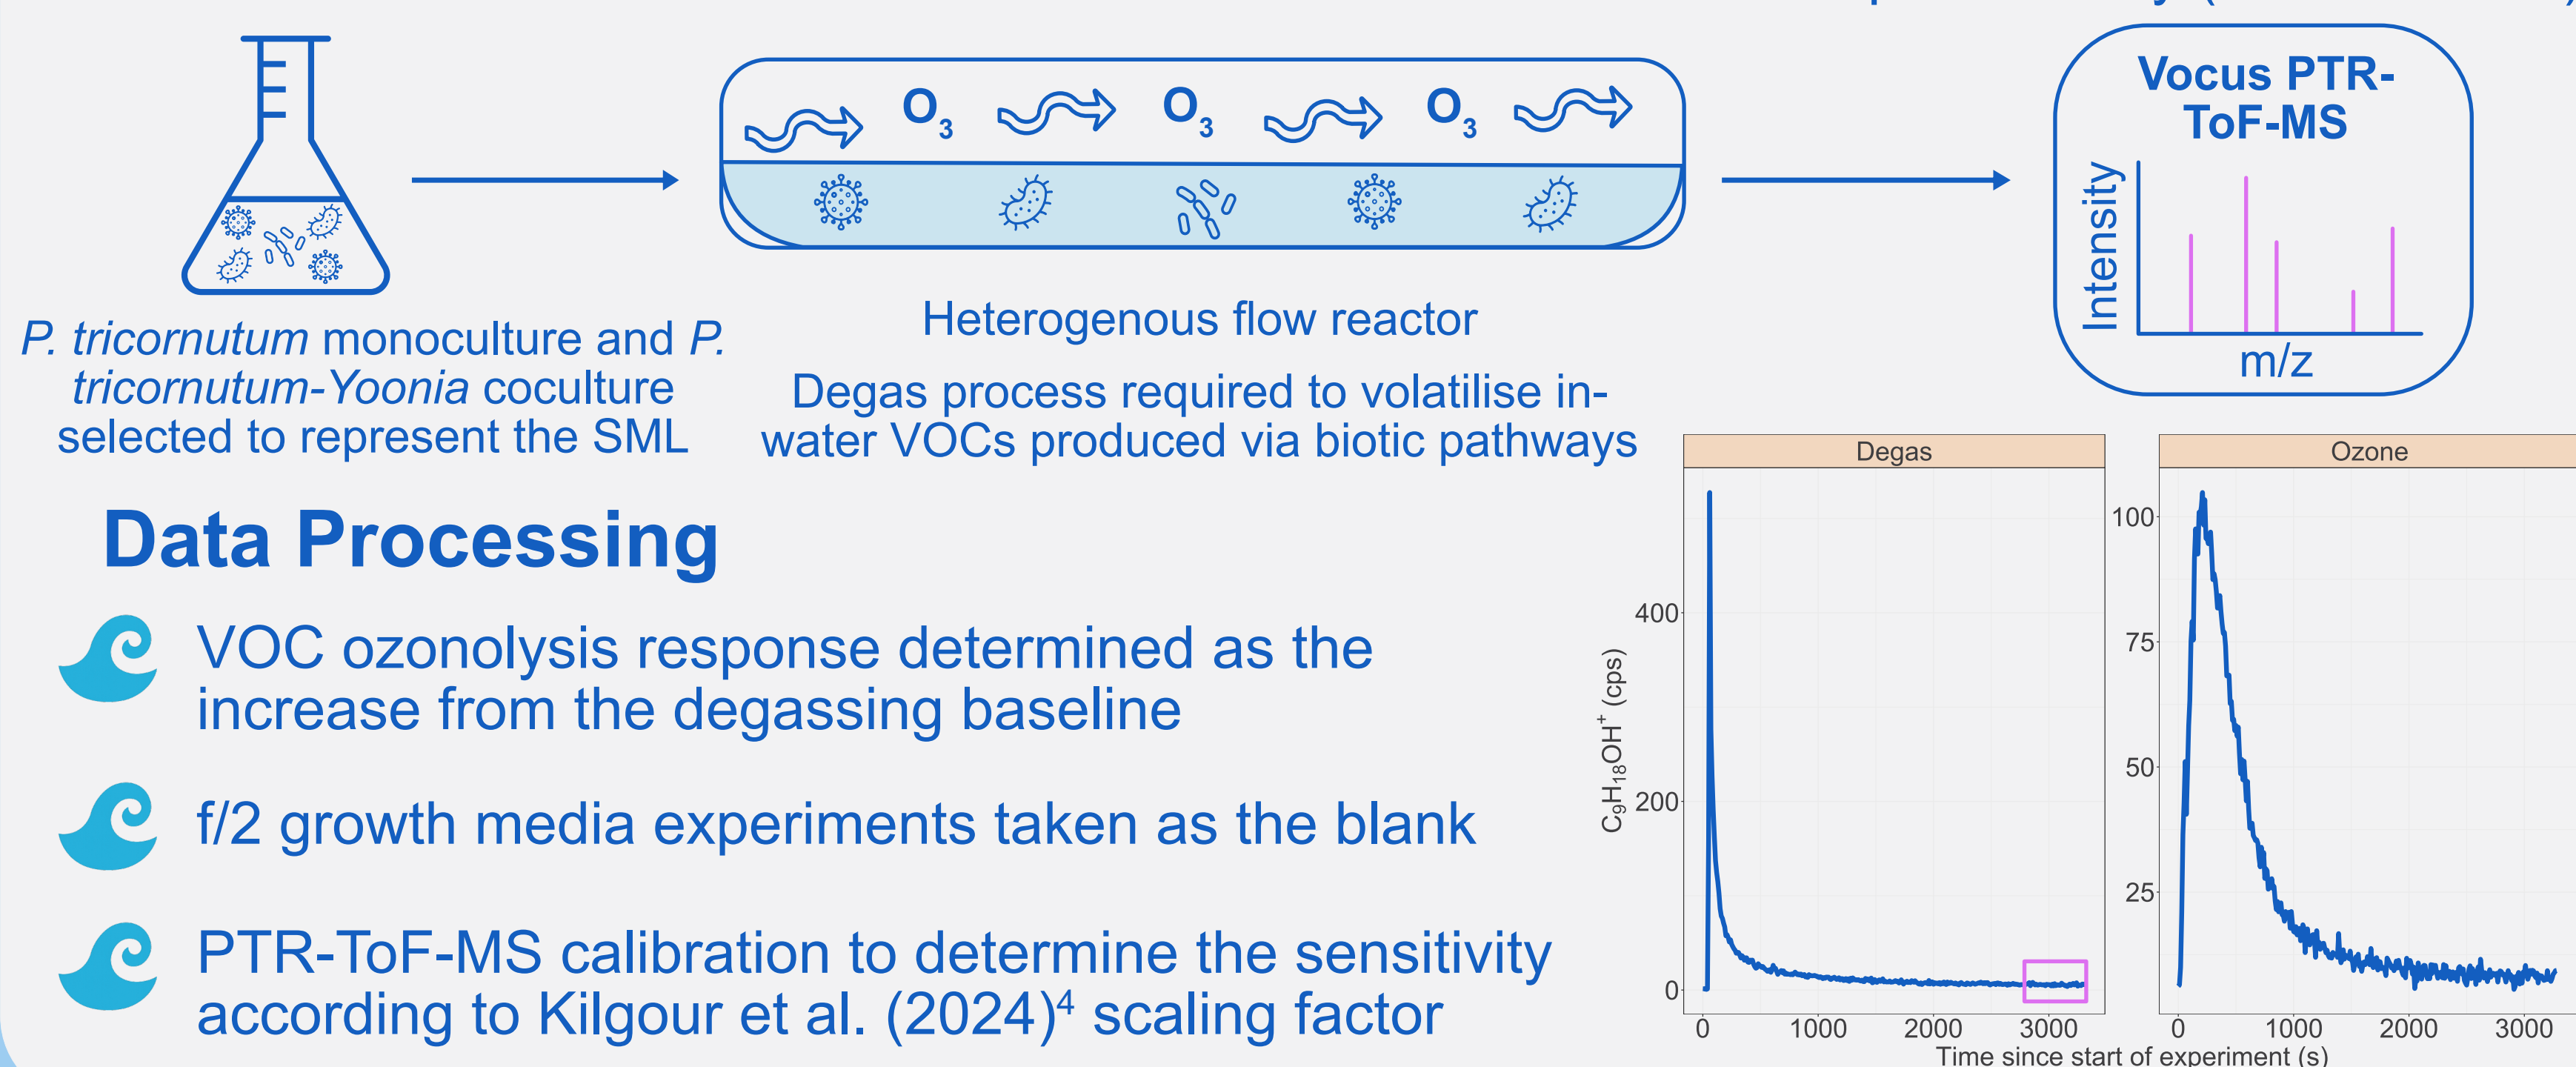 O3 O3 O3
Vocus PTR-
ToF-MS
Intensity
m/z
P. tricornutum monoculture and P.
tricornutum-Yoonia coculture
selected to represent the SML
Heterogenous flow reactor
Degas process required to volatilise in-
water VOCs produced via biotic pathways
Data Processing
VOC ozonolysis response determined as the
increase from the degassing baseline
f/2 growth media experiments taken as the blank
PTR-ToF-MS calibration to determine the sensitivity
according to Kilgour et al. (2024)⁴ scaling factor
Degas
Ozone
C₉H₁₈OH⁺ (cps)
400
200
0
100
75
50
25
0 1000 2000 3000
0 1000 2000 3000
Time since start of experiment (s)